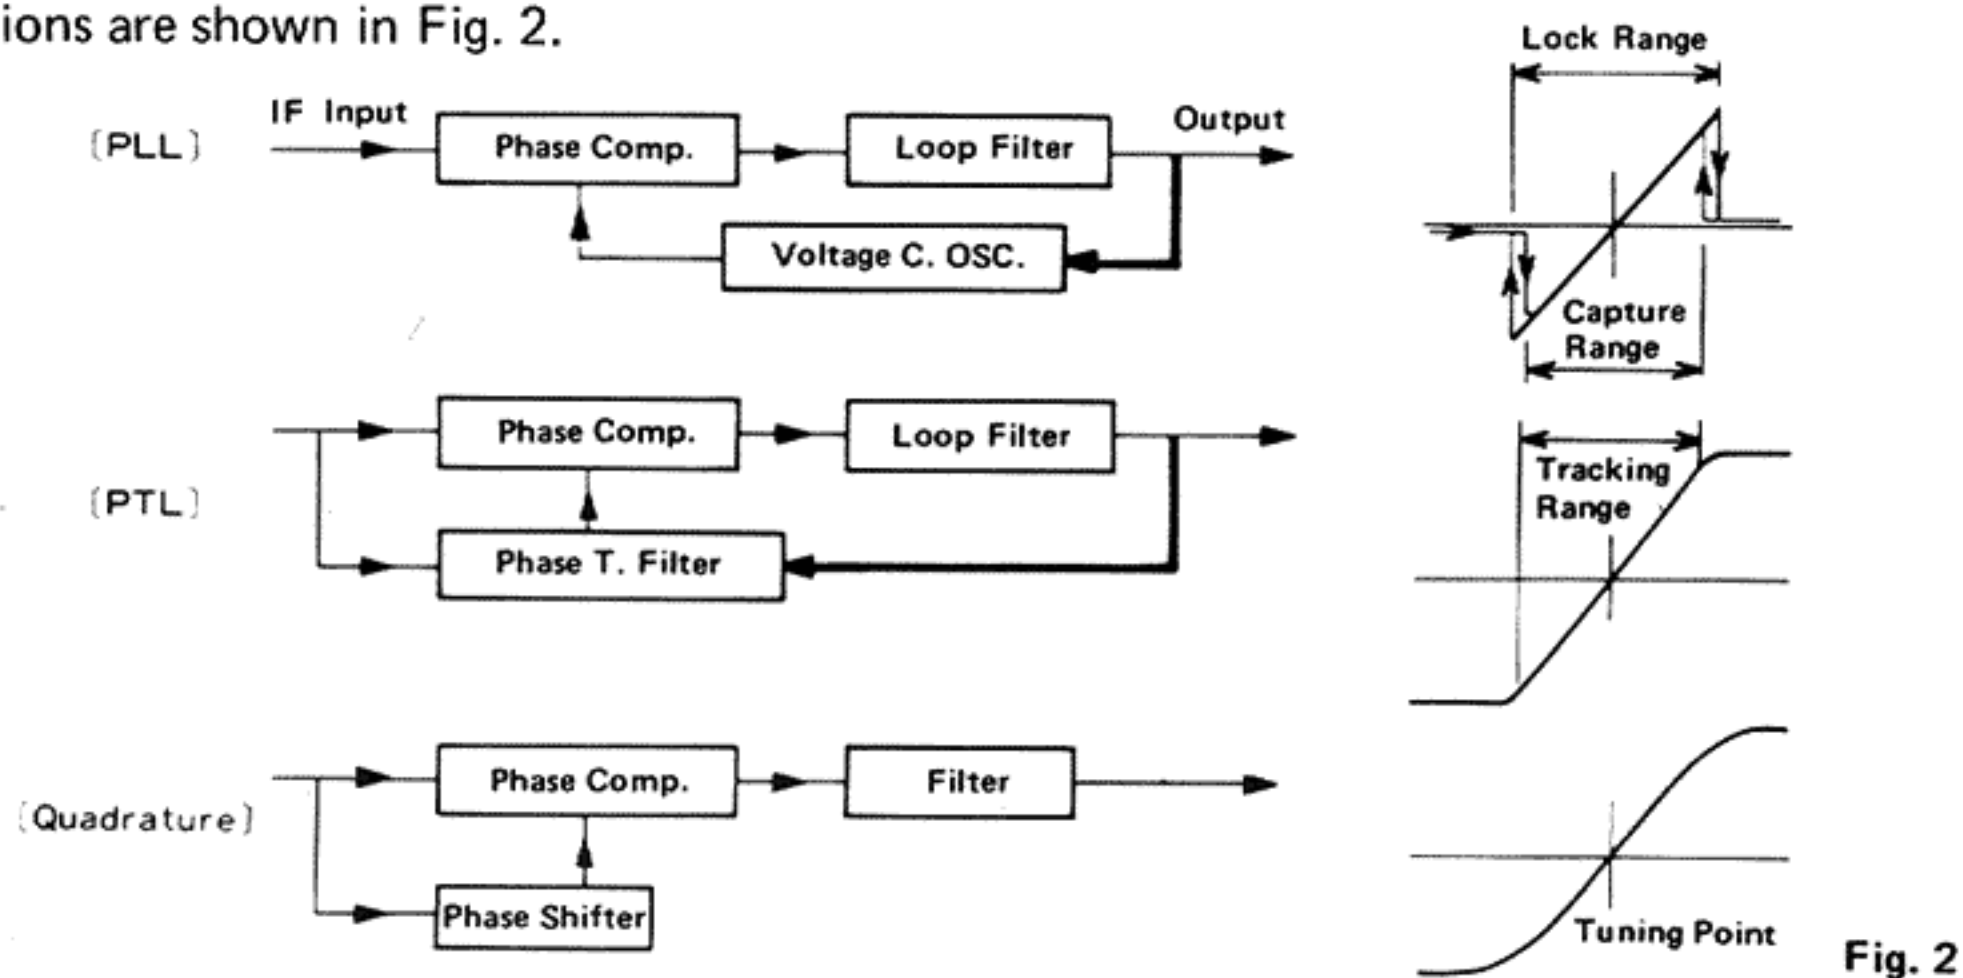 ions are shown in Fig. 2.
Lock Range
[PLL]
IF Input
Phase Comp.
Loop Filter
Output
Voltage C. OSC.
Capture
Range
[PTL]
Phase Comp.
Loop Filter
Phase T. Filter
Tracking
Range
[Quadrature]
Phase Comp.
Filter
Phase Shifter
Tuning Point
Fig. 2